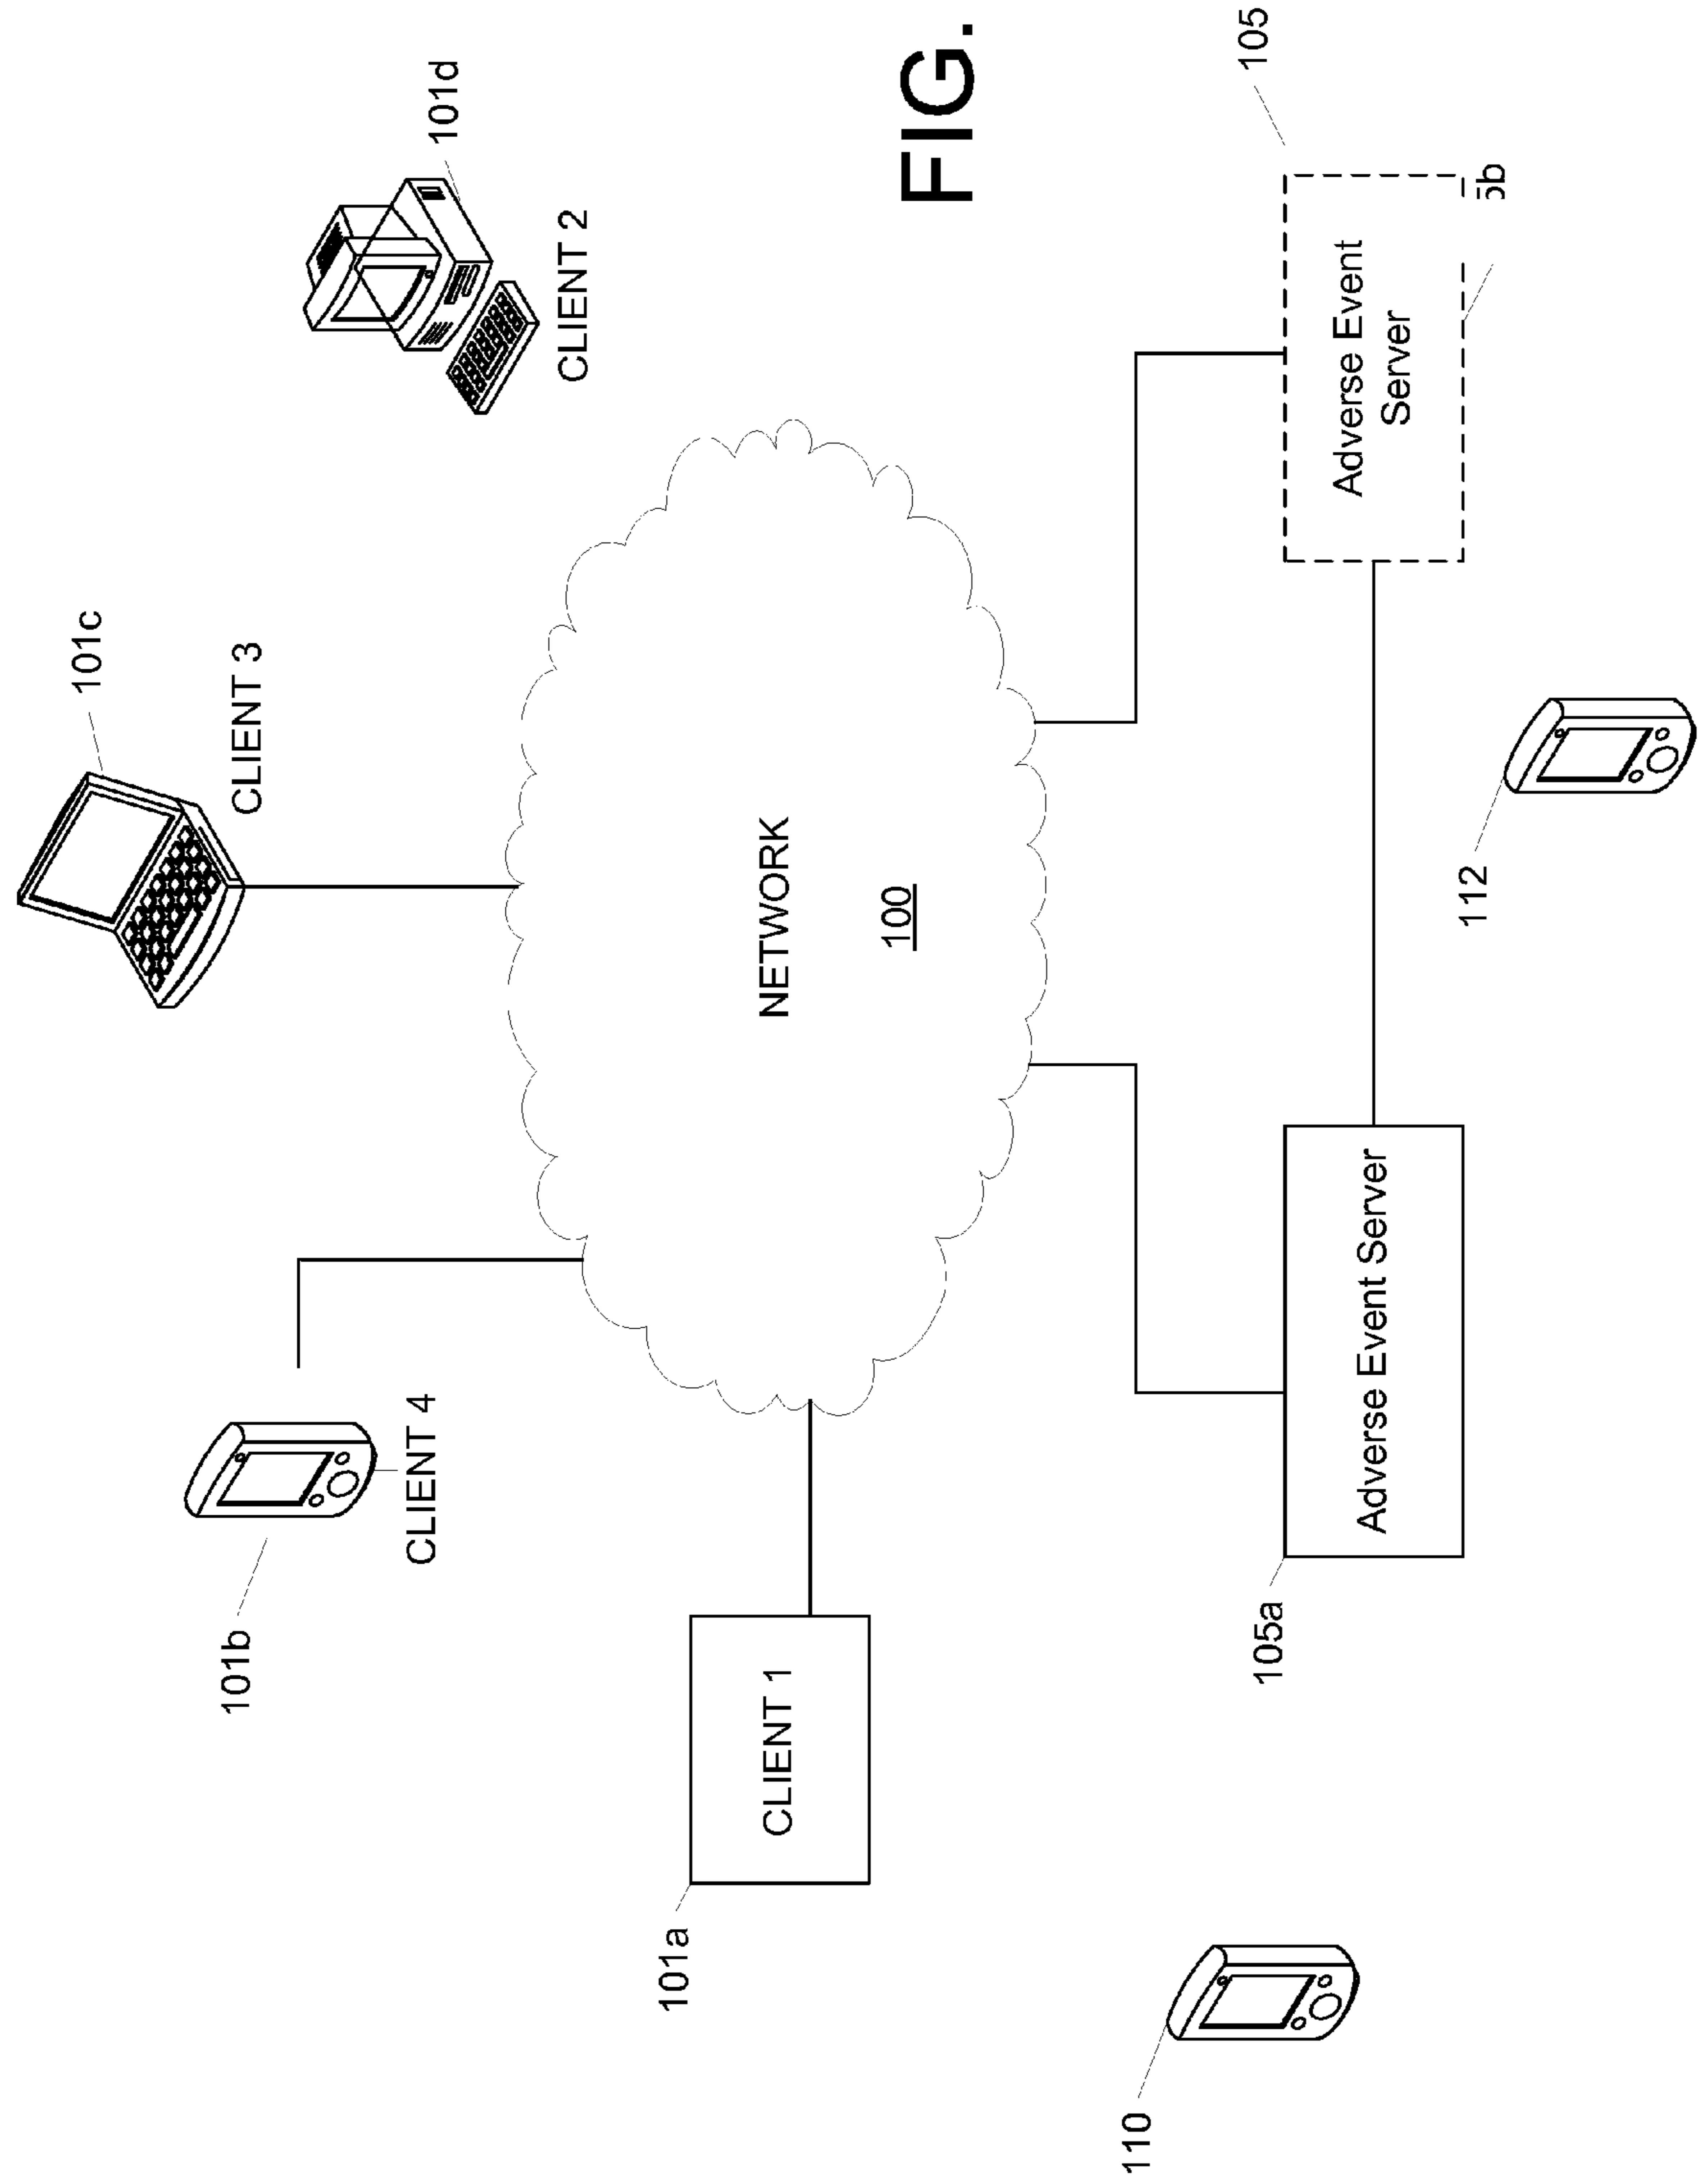 101c
CLIENT 3
101d
CLIENT 2
101b
CLIENT 4
NETWORK
100
101a
CLIENT 1
FIG.
105
Adverse Event
Server
5b
105a
Adverse Event Server
110
112